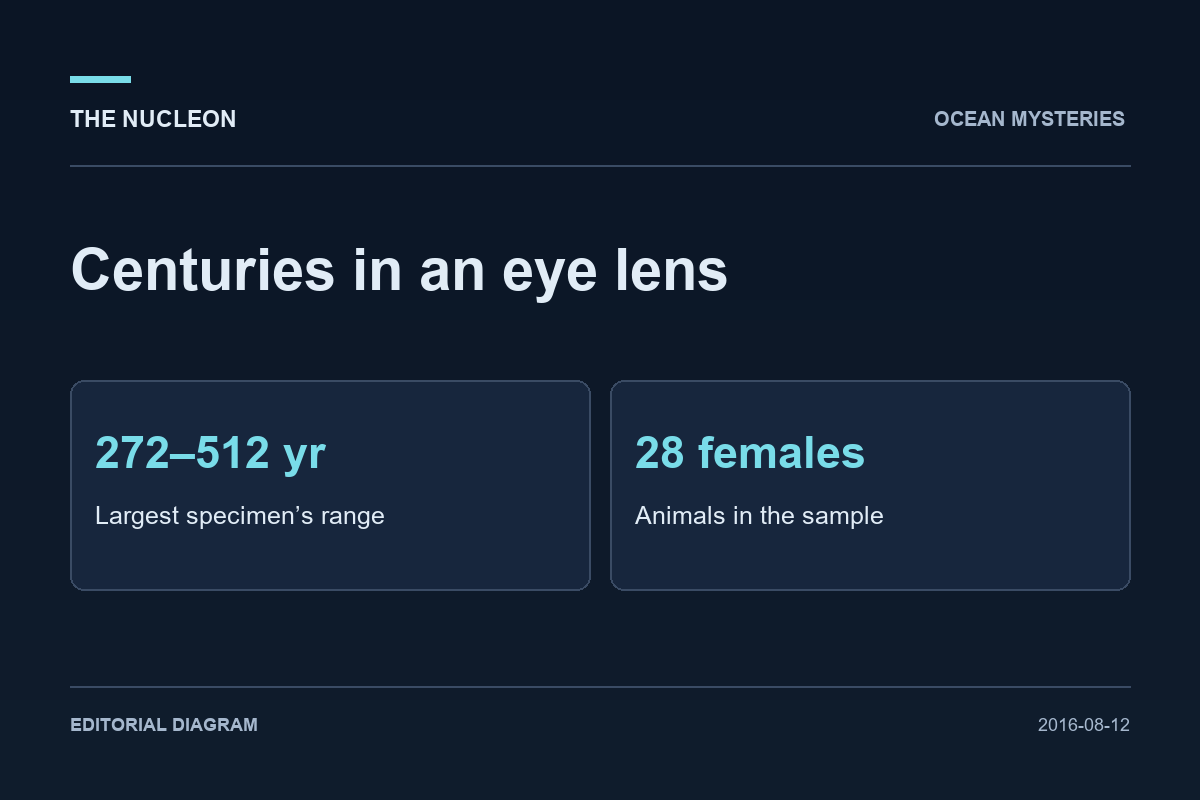 THE NUCLEON
OCEAN MYSTERIES
Centuries in an eye lens
272–512 yr
Largest specimen’s range
28 females
Animals in the sample
EDITORIAL DIAGRAM
2016-08-12